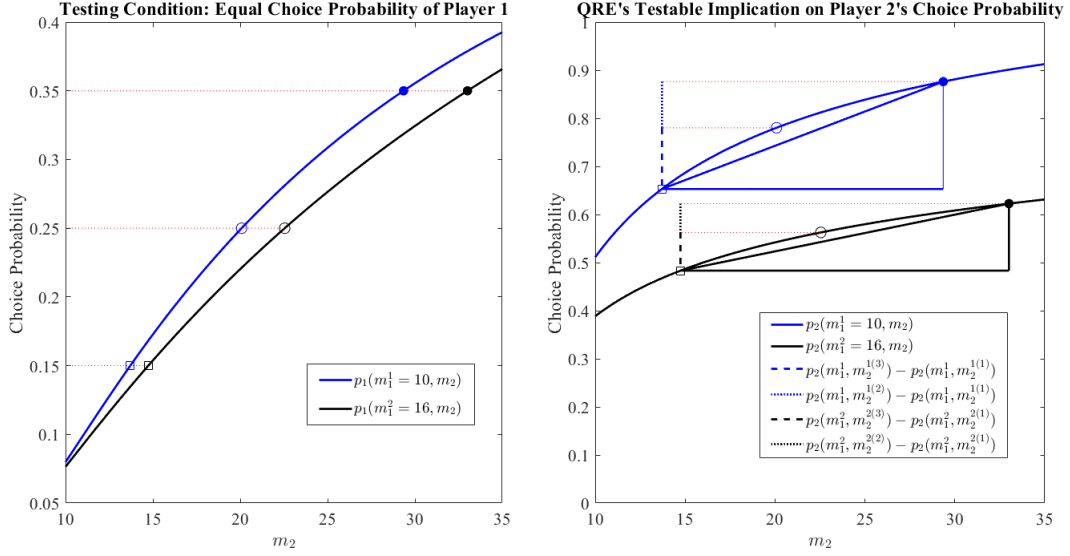 Testing Condition: Equal Choice Probability of Player 1
0.4
0.35
0.3
0.25
0.2
0.15
0.1
0.05
Choice Probability
10 15 20 25 30 35
m₂
p₁(m₁¹ = 10, m₂)
p₁(m₁² = 16, m₂)
QRE's Testable Implication on Player 2's Choice Probability
1
0.9
0.8
0.7
0.6
0.5
0.4
0.3
0.2
0.1
0
Choice Probability
10 15 20 25 30 35
m₂
p₂(m₁¹ = 10, m₂)
p₂(m₁² = 16, m₂)
p₂(m₁¹, m₂¹⁽³⁾) − p₂(m₁¹, m₂¹⁽¹⁾)
p₂(m₁¹, m₂¹⁽²⁾) − p₂(m₁¹, m₂¹⁽¹⁾)
p₂(m₁², m₂²⁽³⁾) − p₂(m₁², m₂²⁽¹⁾)
p₂(m₁², m₂²⁽²⁾) − p₂(m₁², m₂²⁽¹⁾)